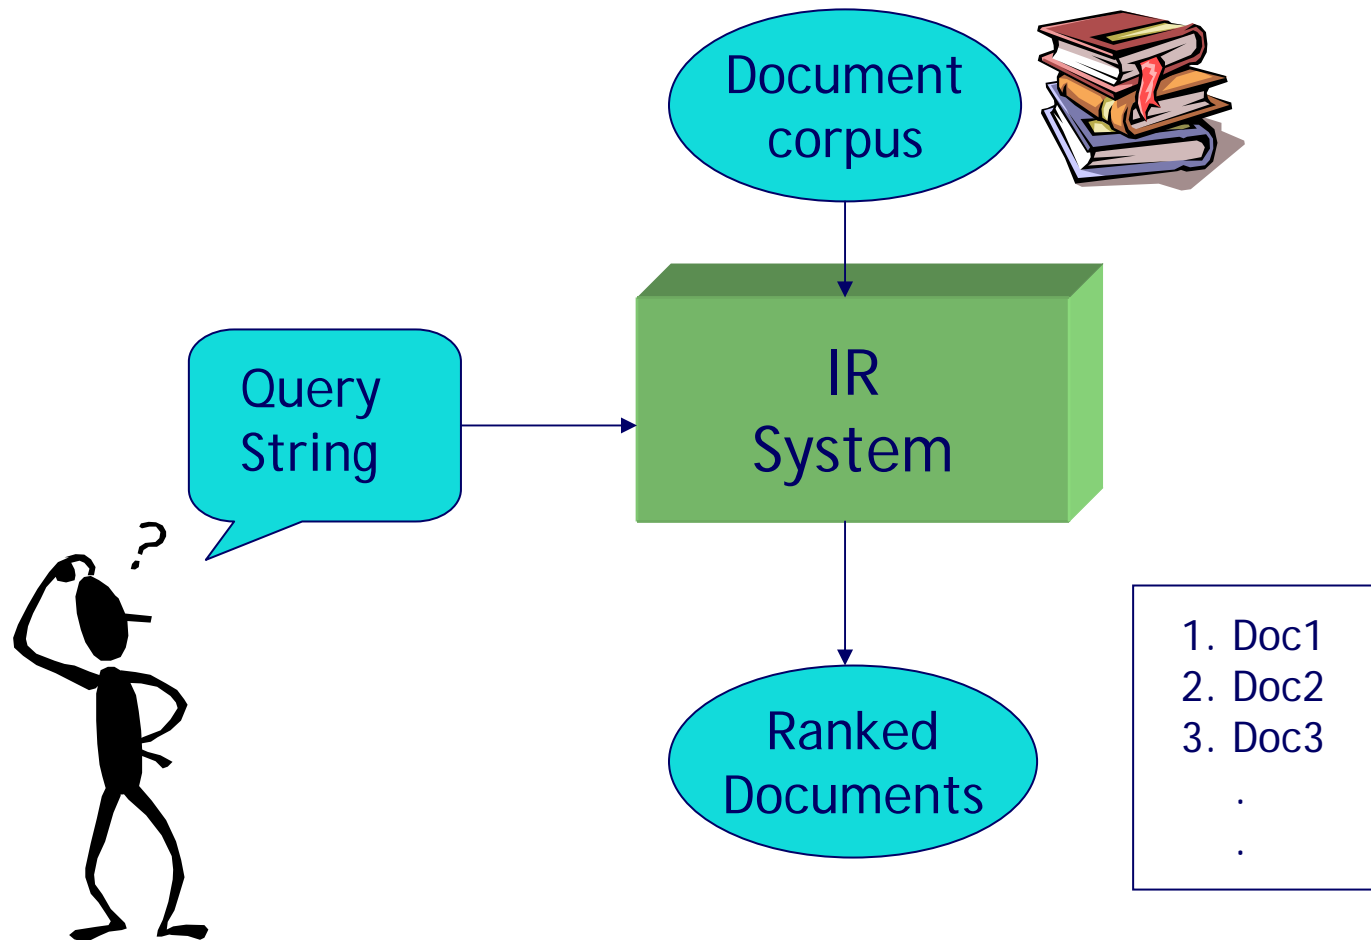 Document
corpus
IR
System
Query
String
?
Ranked
Documents
1. Doc1
2. Doc2
3. Doc3
.
.